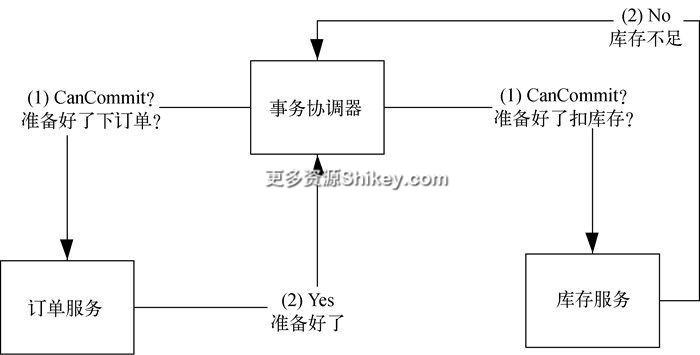 (2) No
库存不足
(1) CanCommit?
准备好了下订单?
事务协调器
(1) CanCommit?
准备好了扣库存?
更多资源Shikey.com
订单服务
(2) Yes
准备好了
库存服务